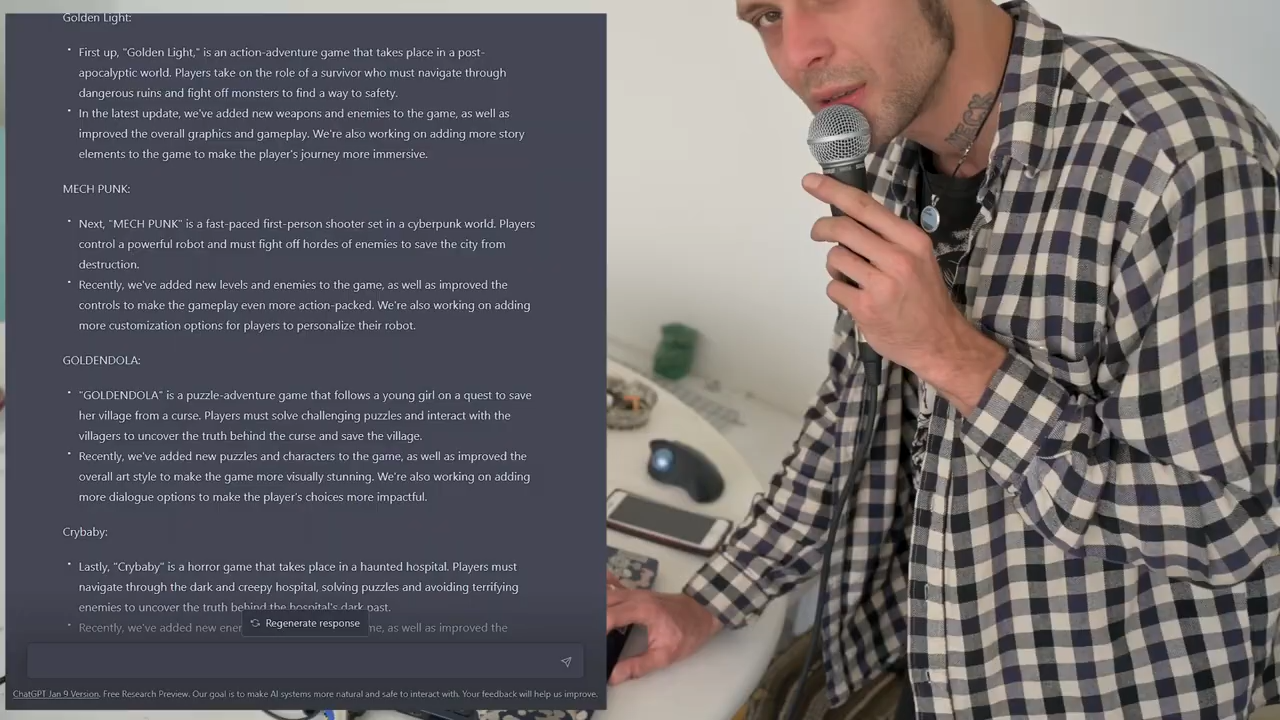 Golden Light:
• First up, "Golden Light," is an action-adventure game that takes place in a post-
apocalyptic world. Players take on the role of a survivor who must navigate through
dangerous ruins and fight off monsters to find a way to safety.
• In the latest update, we've added new weapons and enemies to the game, as well as
improved the overall graphics and gameplay. We're also working on adding more story
elements to the game to make the player's journey more immersive.
MECH PUNK:
• Next, "MECH PUNK" is a fast-paced first-person shooter set in a cyberpunk world. Players
control a powerful robot and must fight off hordes of enemies to save the city from
destruction.
• Recently, we've added new levels and enemies to the game, as well as improved the
controls to make the gameplay even more action-packed. We're also working on adding
more customization options for players to personalize their robot.
GOLDENDOLA:
• "GOLDENDOLA" is a puzzle-adventure game that follows a young girl on a quest to save
her village from a curse. Players must solve challenging puzzles and interact with the
villagers to uncover the truth behind the curse and save the village.
• Recently, we've added new puzzles and characters to the game, as well as improved the
overall art style to make the game more visually stunning. We're also working on adding
more dialogue options to make the player's choices more impactful.
Crybaby:
• Lastly, "Crybaby" is a horror game that takes place in a haunted hospital. Players must
navigate through the dark and creepy hospital, solving puzzles and avoiding terrifying
enemies to uncover the truth behind the hospital's dark past.
• Recently, we've added new me, as well as improved the
Regenerate response
ChatGPT Jan 9 Version. Free Research Preview. Our goal is to make AI systems more natural and safe to interact with. Your feedback will help us improve.